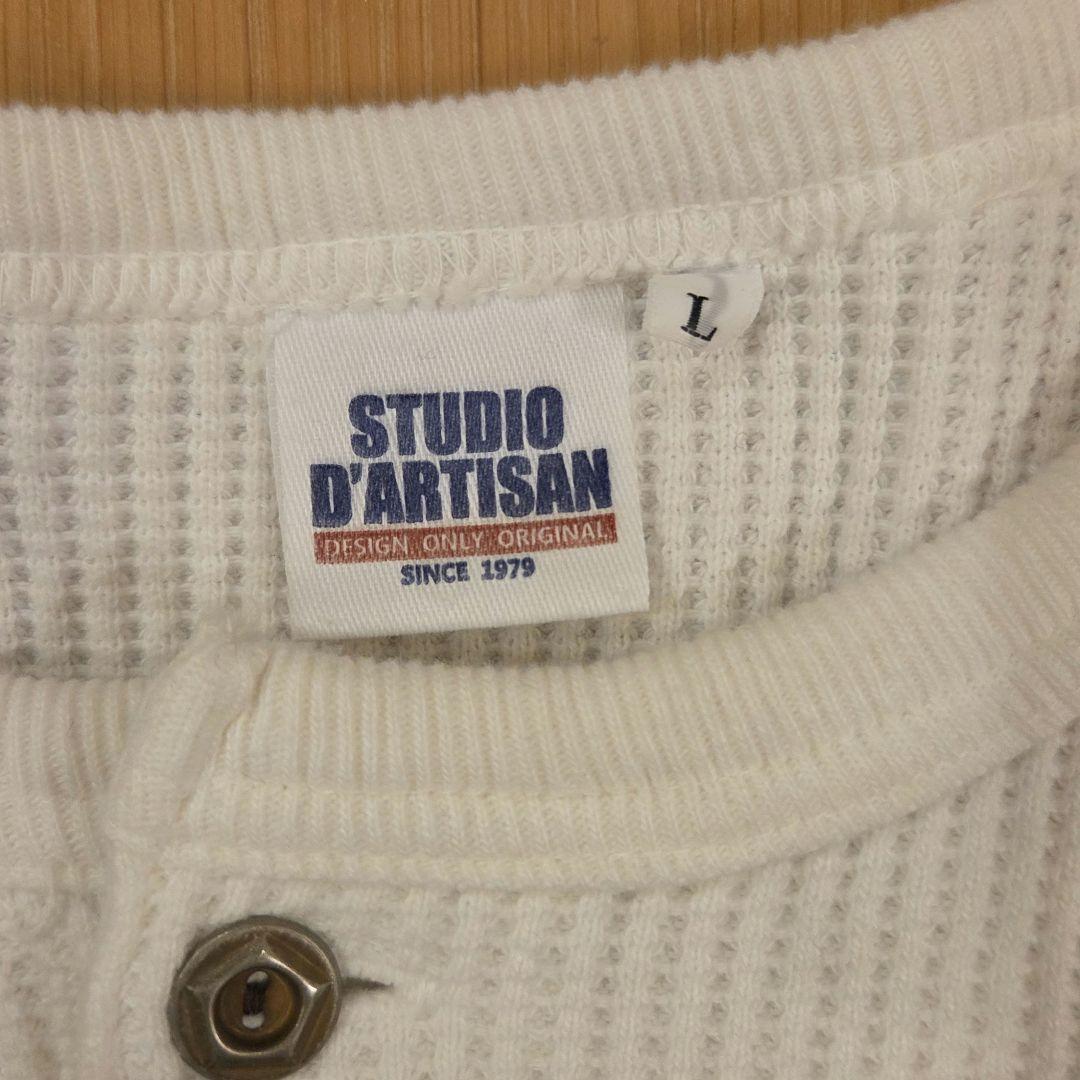 L
STUDIO
D'ARTISAN
DESIGN ONLY ORIGINAL
SINCE 1979